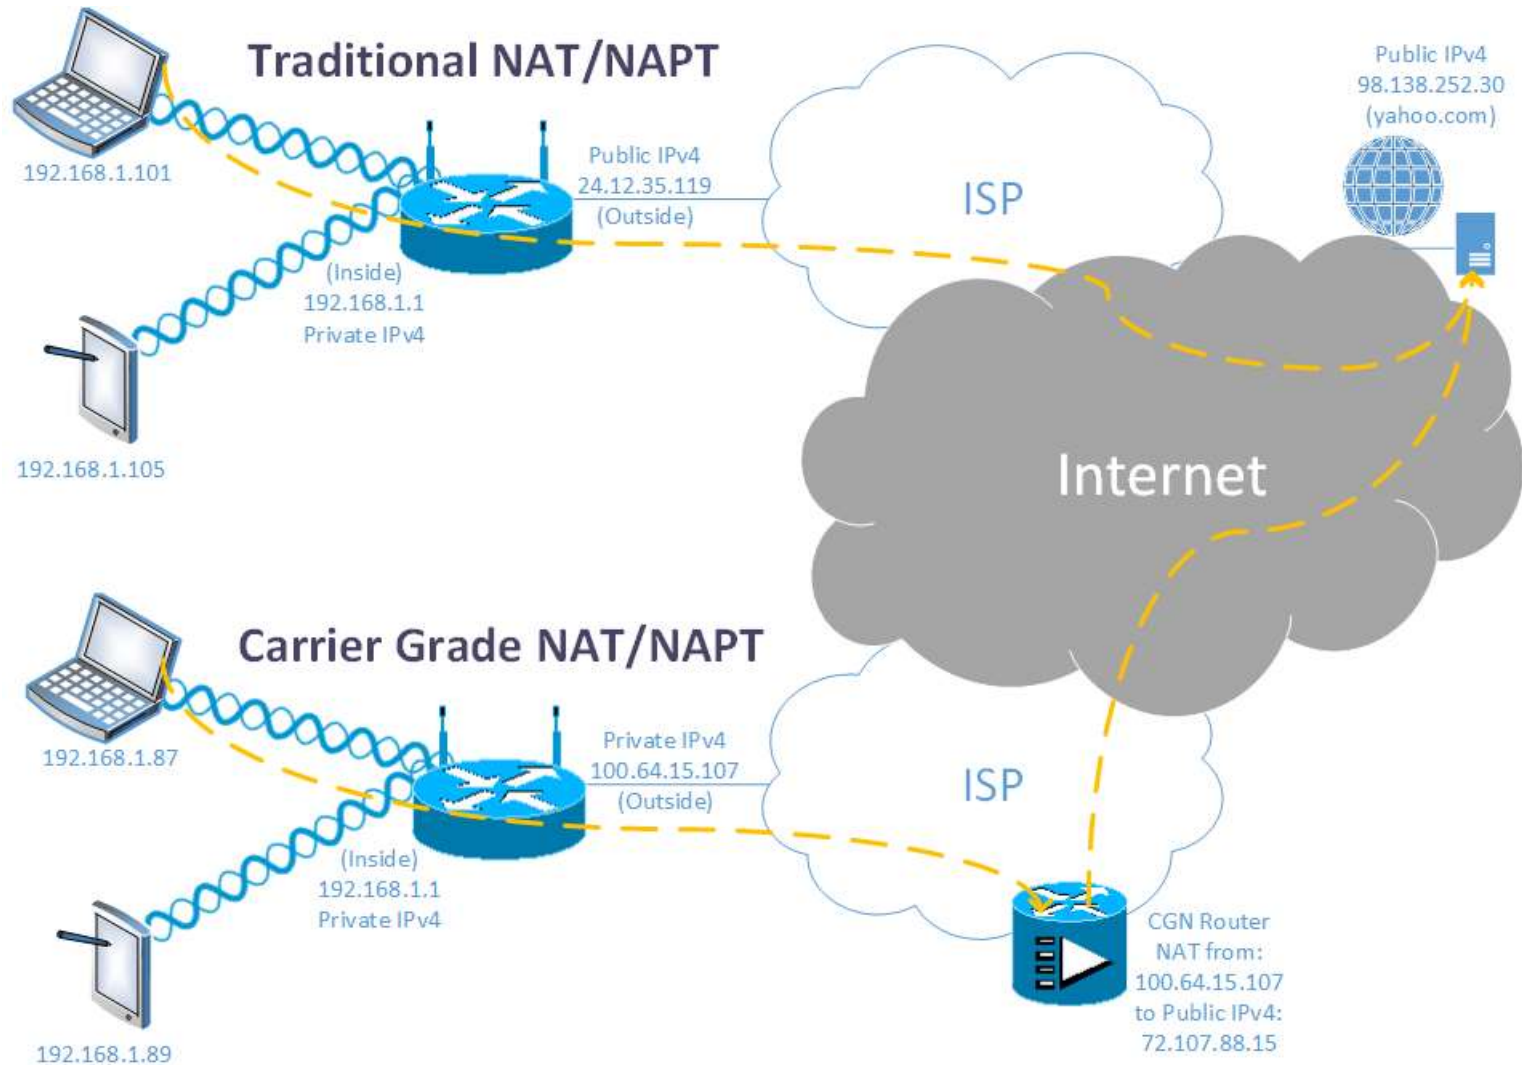 Traditional NAT/NAPT
192.168.1.101
Public IPv4
24.12.35.119
(Outside)
ISP
Public IPv4
98.138.252.30
(yahoo.com)
(Inside)
192.168.1.1
Private IPv4
192.168.1.105
Internet
Carrier Grade NAT/NAPT
192.168.1.87
Private IPv4
100.64.15.107
(Outside)
ISP
(Inside)
192.168.1.1
Private IPv4
192.168.1.89
CGN Router
NAT from:
100.64.15.107
to Public IPv4:
72.107.88.15